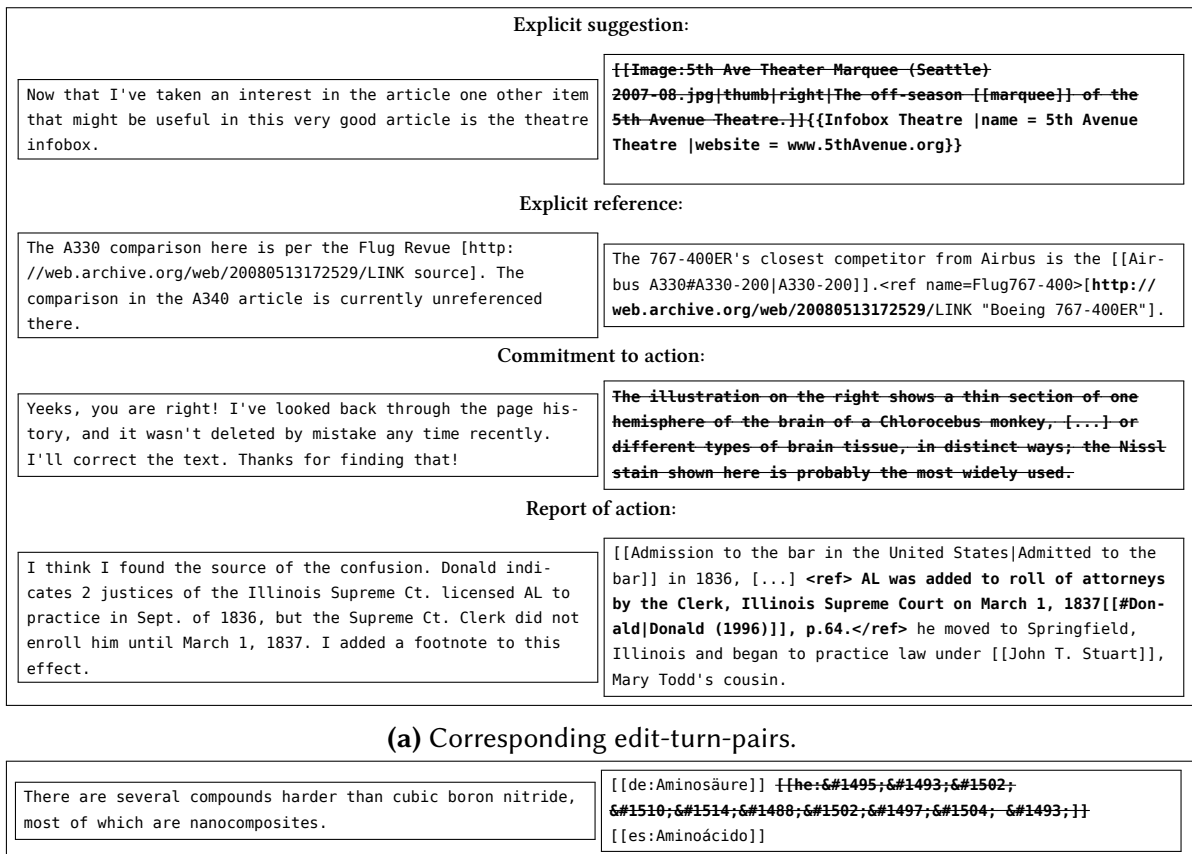 Explicit suggestion:
Now that I've taken an interest in the article one other item
that might be useful in this very good article is the theatre
infobox.
[[Image:5th Ave Theater Marquee (Seattle)
2007-08.jpg|thumb|right|The off-season [[marquee]] of the
5th Avenue Theatre.]]{{Infobox Theatre |name = 5th Avenue
Theatre |website = www.5thAvenue.org}}
Explicit reference:
The A330 comparison here is per the Flug Revue [http:
//web.archive.org/web/20080513172529/LINK source]. The
comparison in the A340 article is currently unreferenced
there.
The 767-400ER's closest competitor from Airbus is the [[Air-
bus A330#A330-200|A330-200]].<ref name=Flug767-400>[http://
web.archive.org/web/20080513172529/LINK "Boeing 767-400ER"].
Commitment to action:
Yeeks, you are right! I've looked back through the page his-
tory, and it wasn't deleted by mistake any time recently.
I'll correct the text. Thanks for finding that!
The illustration on the right shows a thin section of one
hemisphere of the brain of a Chlorocebus monkey, [...] or
different types of brain tissue, in distinct ways; the Nissl
stain shown here is probably the most widely used.
Report of action:
I think I found the source of the confusion. Donald indi-
cates 2 justices of the Illinois Supreme Ct. licensed AL to
practice in Sept. of 1836, but the Supreme Ct. Clerk did not
enroll him until March 1, 1837. I added a footnote to this
effect.
[[Admission to the bar in the United States|Admitted to the
bar]] in 1836, [...] <ref> AL was added to roll of attorneys
by the Clerk, Illinois Supreme Court on March 1, 1837[[#Don-
ald|Donald (1996)]], p.64.</ref> he moved to Springfield,
Illinois and began to practice law under [[John T. Stuart]],
Mary Todd's cousin.
(a) Corresponding edit-turn-pairs.
There are several compounds harder than cubic boron nitride,
most of which are nanocomposites.
[[de:Aminosäure]] [[he:&#1495;&#1493;&#1502;
&#1510;&#1514;&#1488;&#1502;&#1497;&#1504; &#1493;]]
[[es:Aminoácido]]